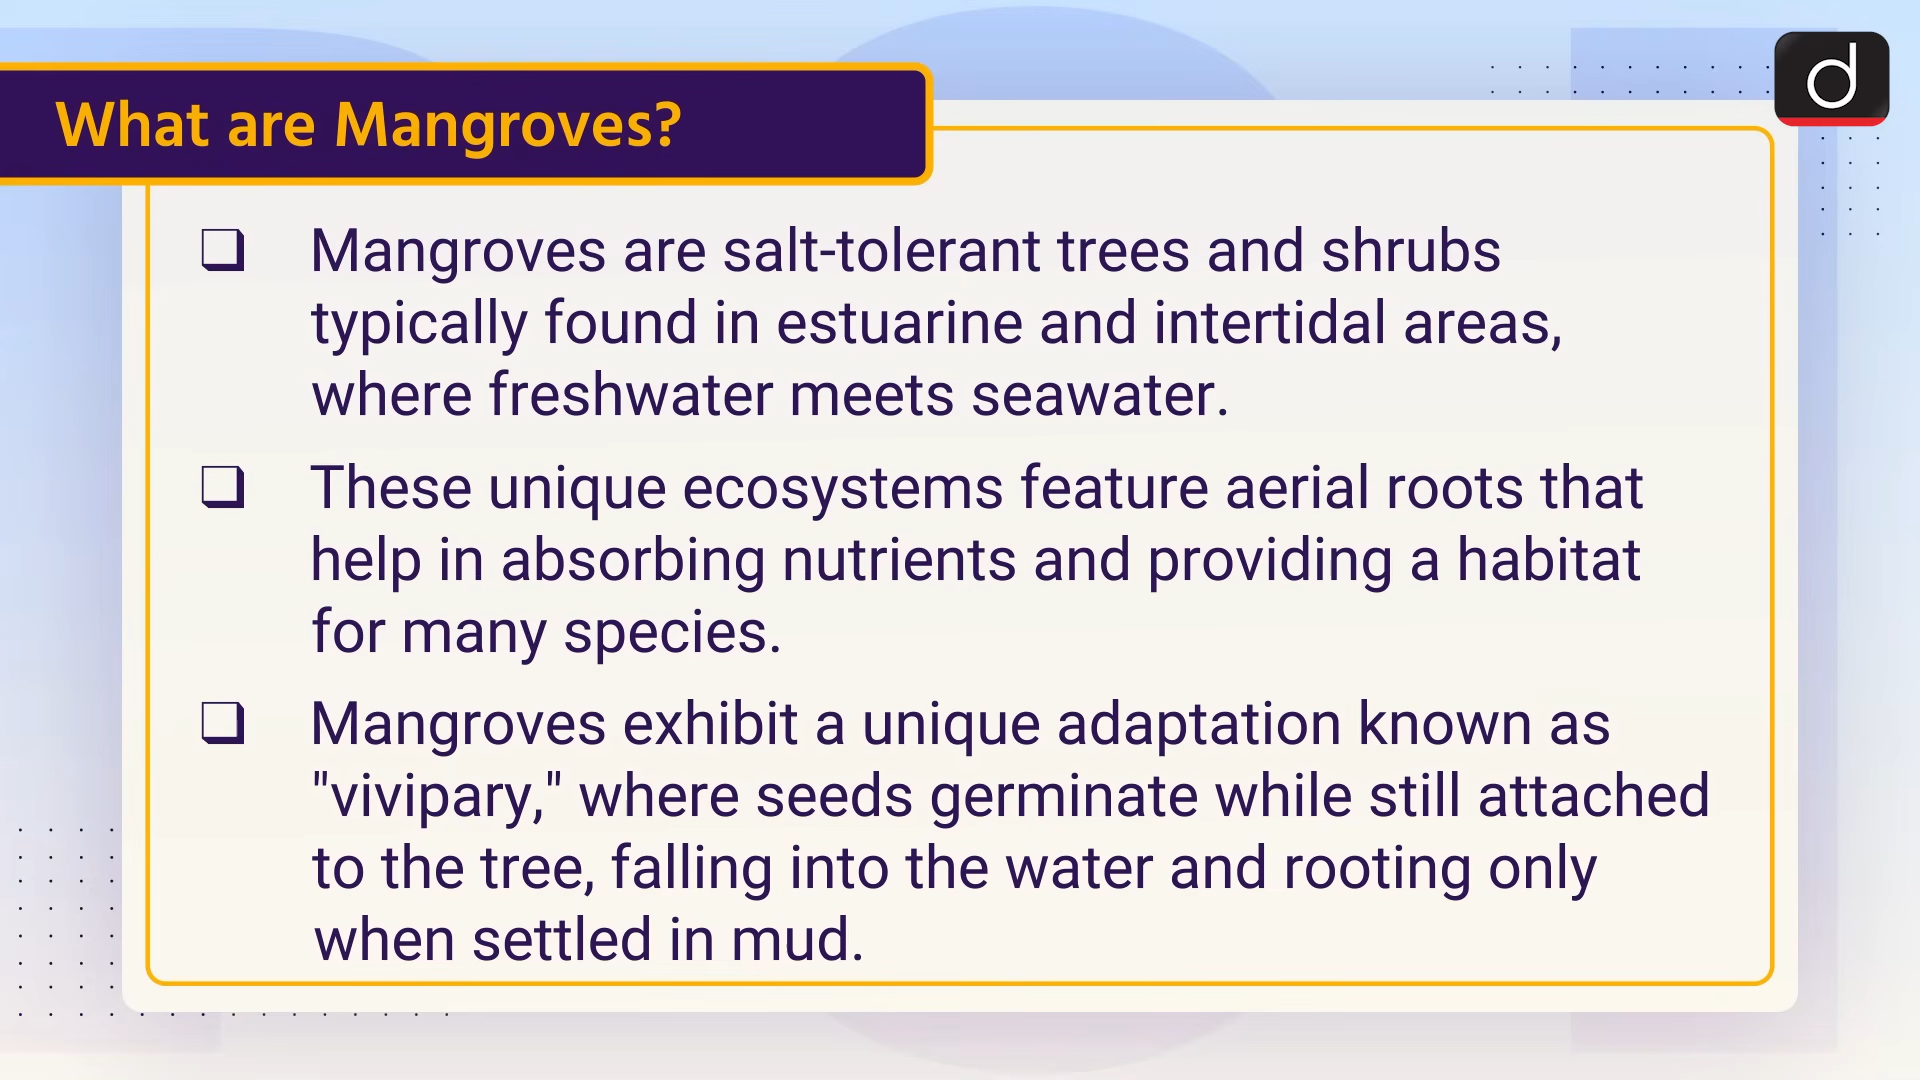 What are Mangroves?
d
❑ Mangroves are salt-tolerant trees and shrubs
typically found in estuarine and intertidal areas,
where freshwater meets seawater.
❑ These unique ecosystems feature aerial roots that
help in absorbing nutrients and providing a habitat
for many species.
❑ Mangroves exhibit a unique adaptation known as
"vivipary," where seeds germinate while still attached
to the tree, falling into the water and rooting only
when settled in mud.